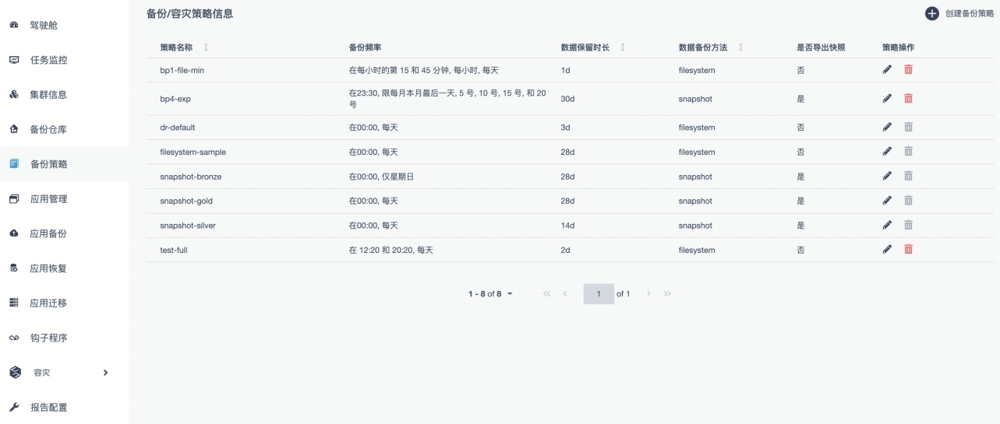 驾驶舱
任务监控
集群信息
备份仓库
备份策略
应用管理
应用备份
应用恢复
应用迁移
钩子程序
容灾
报告配置
备份/容灾策略信息
创建备份策略
策略名称 备份频率 数据保留时长 数据备份方法 是否导出快照 策略操作
bp1-file-min 在每小时的第 15 和 45 分钟, 每小时, 每天 1d filesystem 否
bp4-exp 在23:30, 限每月本月最后一天, 5 号, 10 号, 15 号, 和 20 30d snapshot 是
号
dr-default 在00:00, 每天 3d filesystem 否
filesystem-sample 在00:00, 每天 28d filesystem 否
snapshot-bronze 在00:00, 仅星期日 28d snapshot 是
snapshot-gold 在00:00, 每天 28d snapshot 是
snapshot-silver 在00:00, 每天 14d snapshot 是
test-full 在 12:20 和 20:20, 每天 2d filesystem 否
1 - 8 of 8 1 of 1